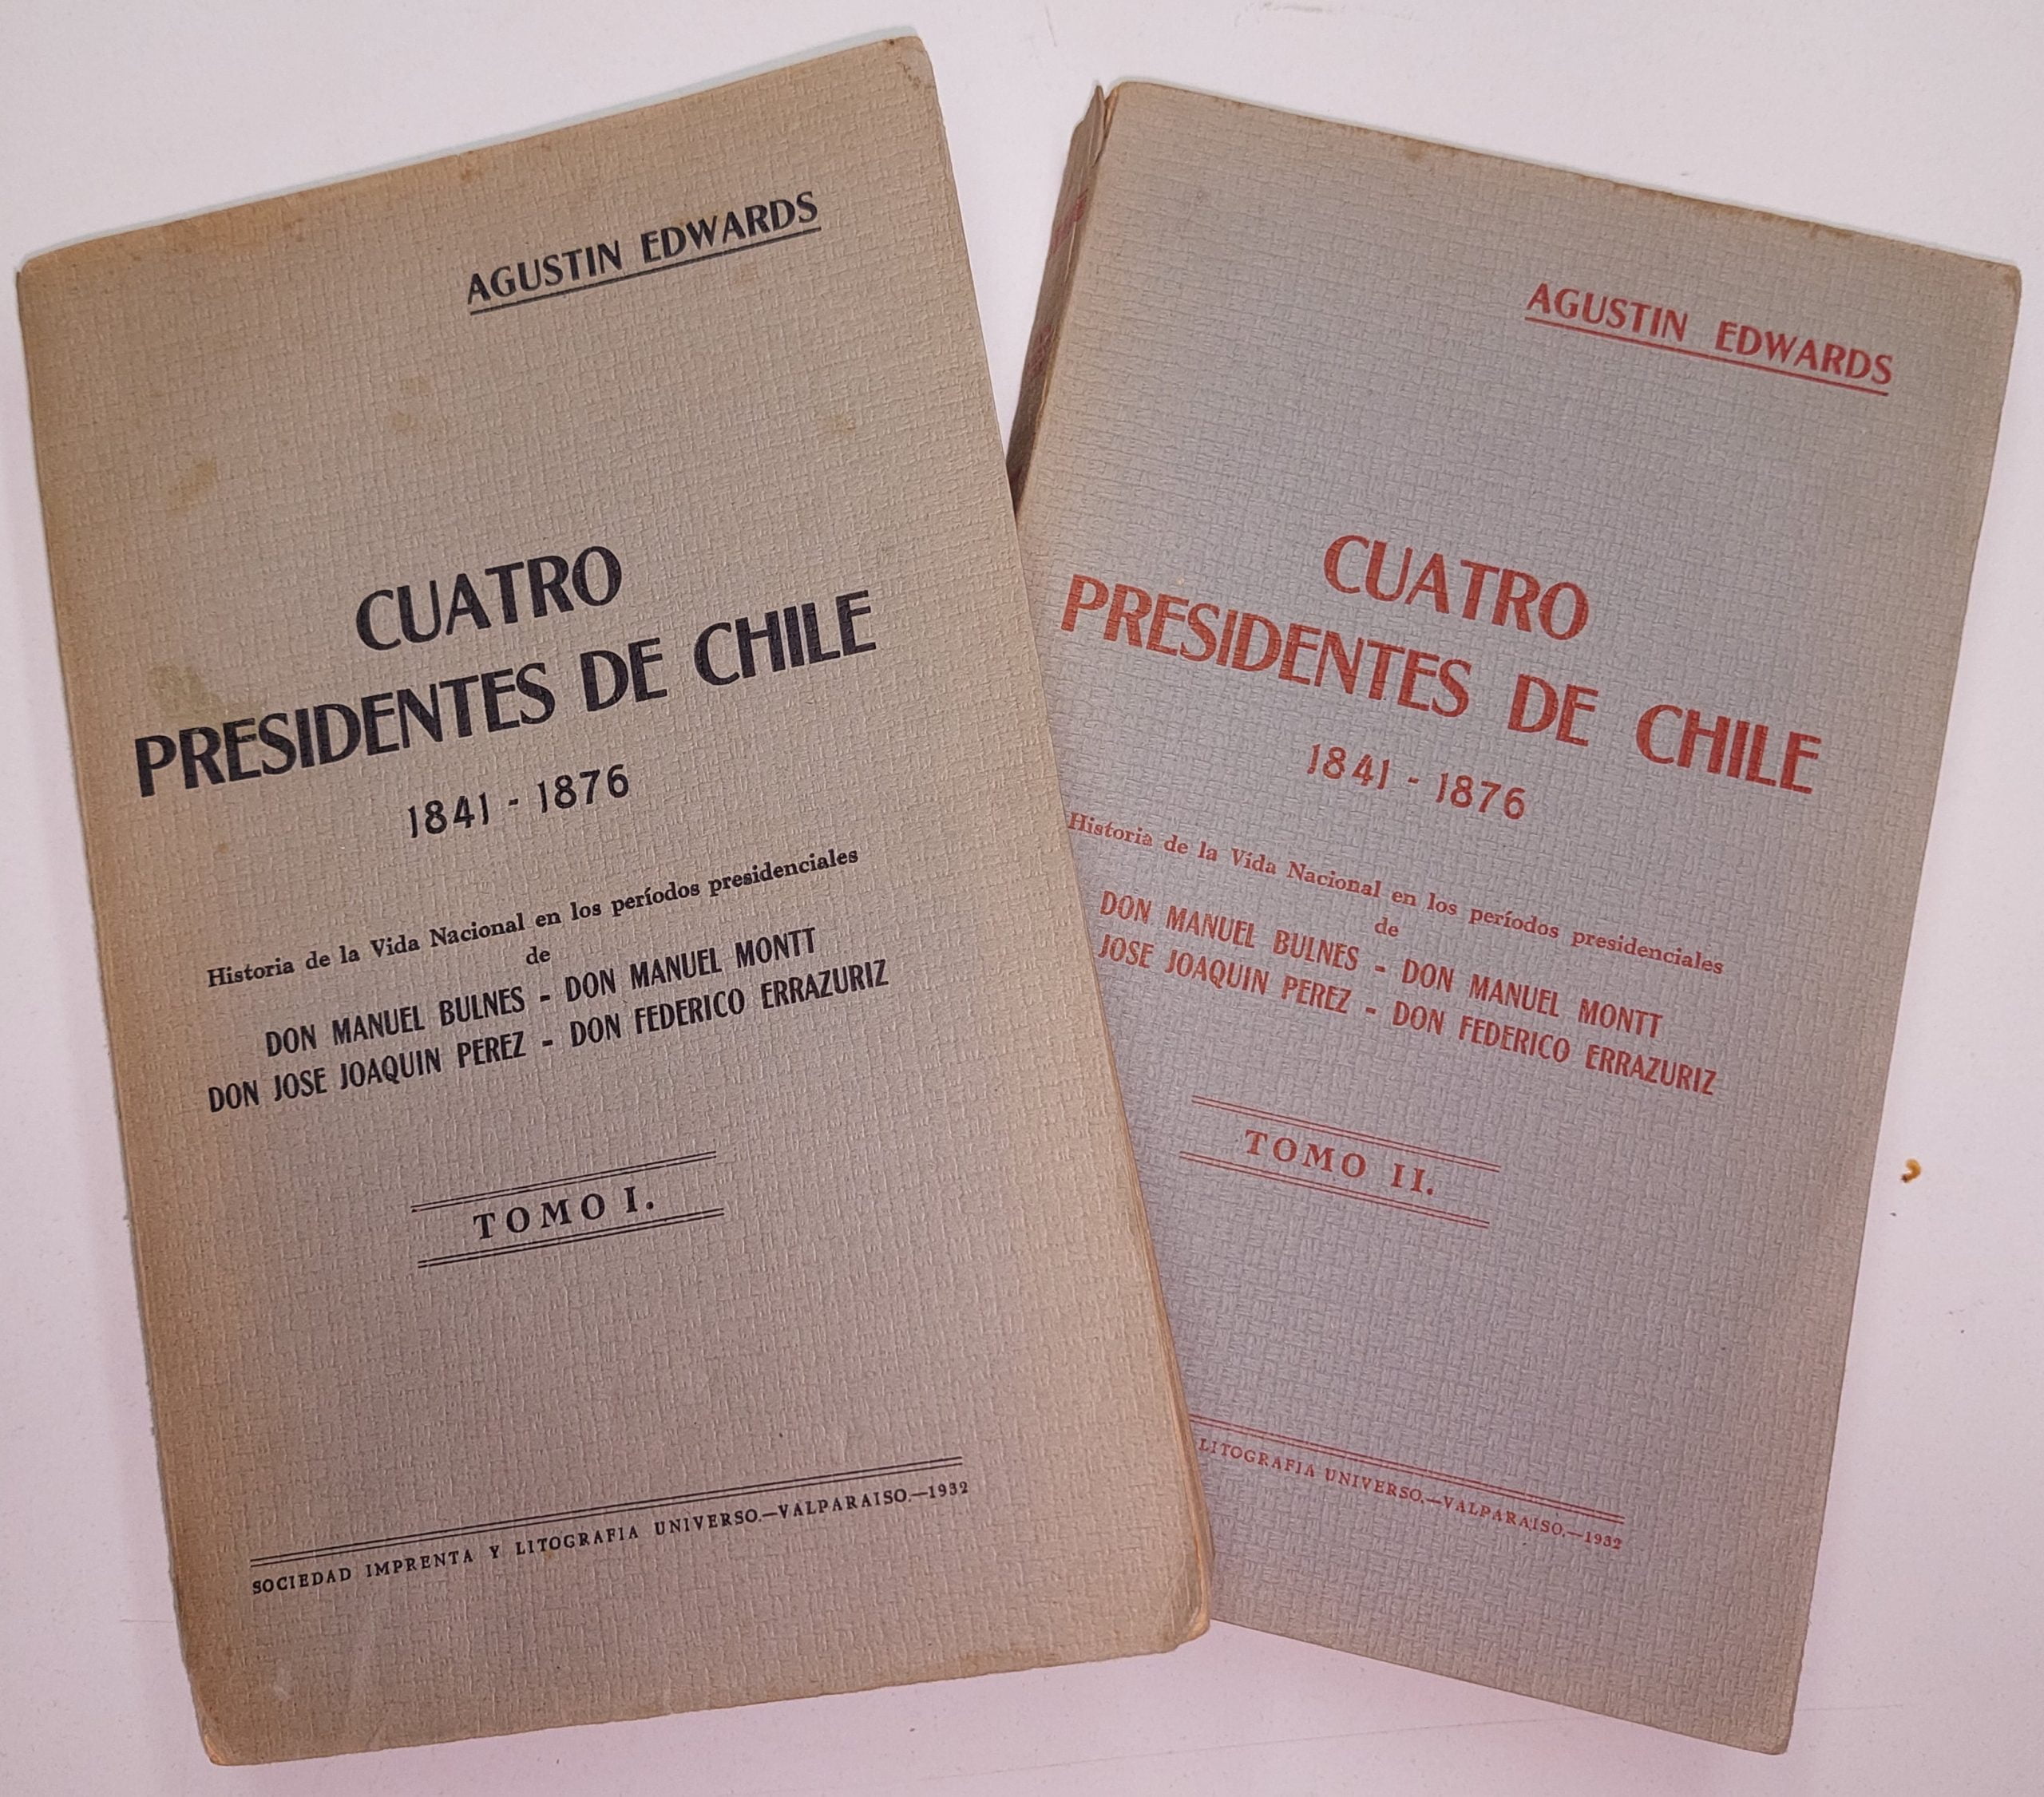 AGUSTIN EDWARDS
CUATRO
PRESIDENTES DE CHILE
1841 - 1876
Historia de la Vida Nacional en los períodos presidenciales
de
DON MANUEL BULNES - DON MANUEL MONTT
DON JOSE JOAQUIN PEREZ - DON FEDERICO ERRAZURIZ
TOMO I.
SOCIEDAD IMPRENTA Y LITOGRAFIA UNIVERSO.—VALPARAISO.—1932
AGUSTIN EDWARDS
CUATRO
PRESIDENTES DE CHILE
1841 - 1876
Historia de la Vida Nacional en los períodos presidenciales
de
DON MANUEL BULNES - DON MANUEL MONTT
JOSE JOAQUIN PEREZ - DON FEDERICO ERRAZURIZ
TOMO II.
LITOGRAFIA UNIVERSO.—VALPARAISO.—1932